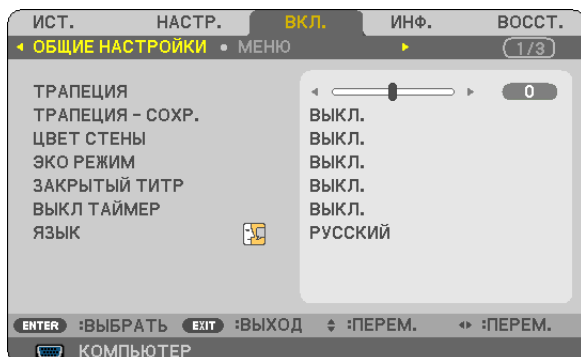 ИСТ. НАСТР. ВКЛ. ИНФ. ВОССТ.
ОБЩИЕ НАСТРОЙКИ • МЕНЮ 1/3
ТРАПЕЦИЯ 0
ТРАПЕЦИЯ - СОХР. ВЫКЛ.
ЦВЕТ СТЕНЫ ВЫКЛ.
ЭКО РЕЖИМ ВЫКЛ.
ЗАКРЫТЫЙ ТИТР ВЫКЛ.
ВЫКЛ ТАЙМЕР ВЫКЛ.
ЯЗЫК РУССКИЙ
ENTER :ВЫБРАТЬ EXIT :ВЫХОД :ПЕРЕМ. :ПЕРЕМ.
КОМПЬЮТЕР